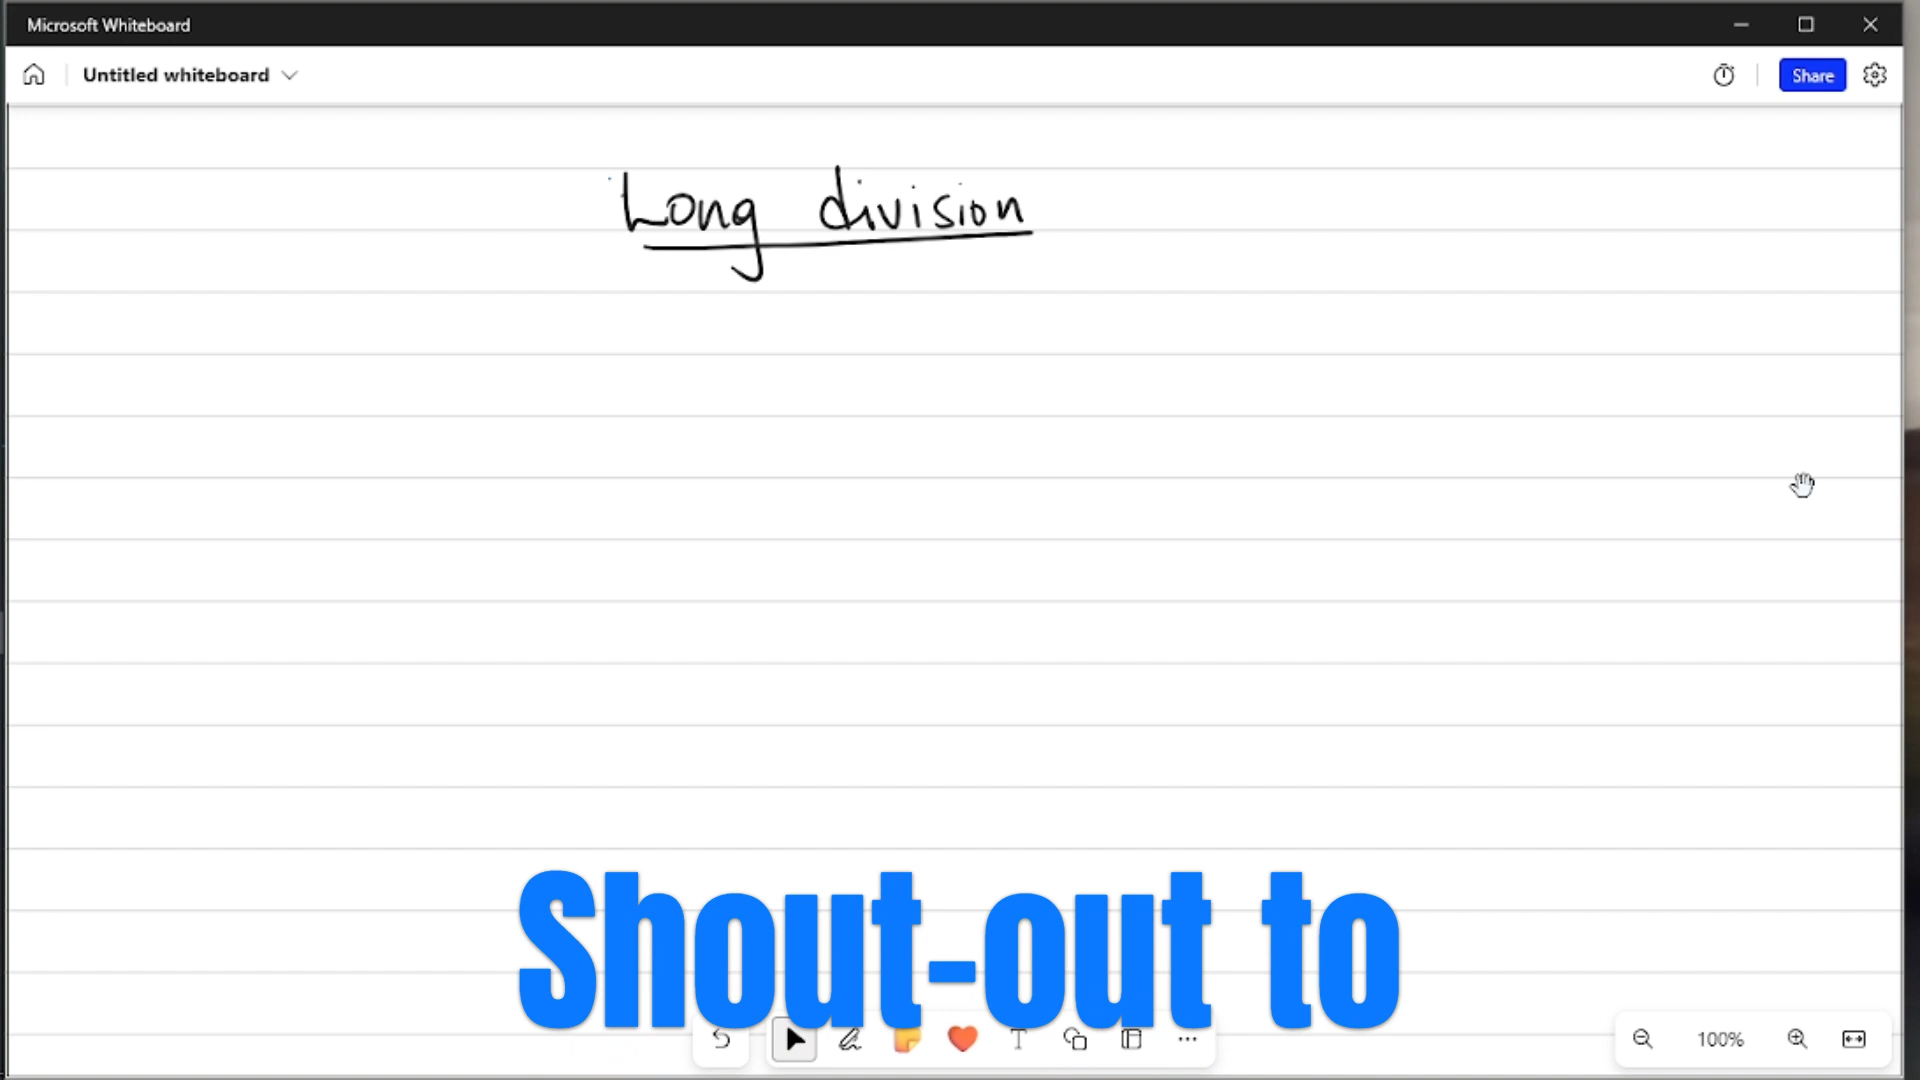 Microsoft Whiteboard
Untitled whiteboard
Share
Long division
Shout-out to
100%